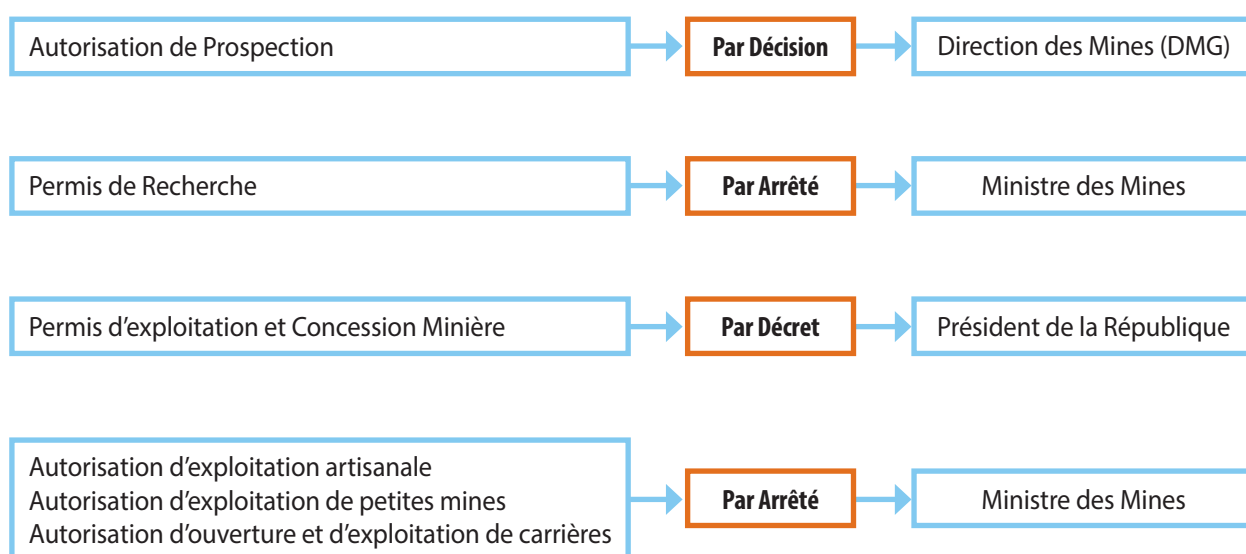 Autorisation de Prospection
Par Décision
Direction des Mines (DMG)
Permis de Recherche
Par Arrêté
Ministre des Mines
Permis d’exploitation et Concession Minière
Par Décret
Président de la République
Autorisation d’exploitation artisanale
Autorisation d’exploitation de petites mines
Autorisation d’ouverture et d’exploitation de carrières
Par Arrêté
Ministre des Mines